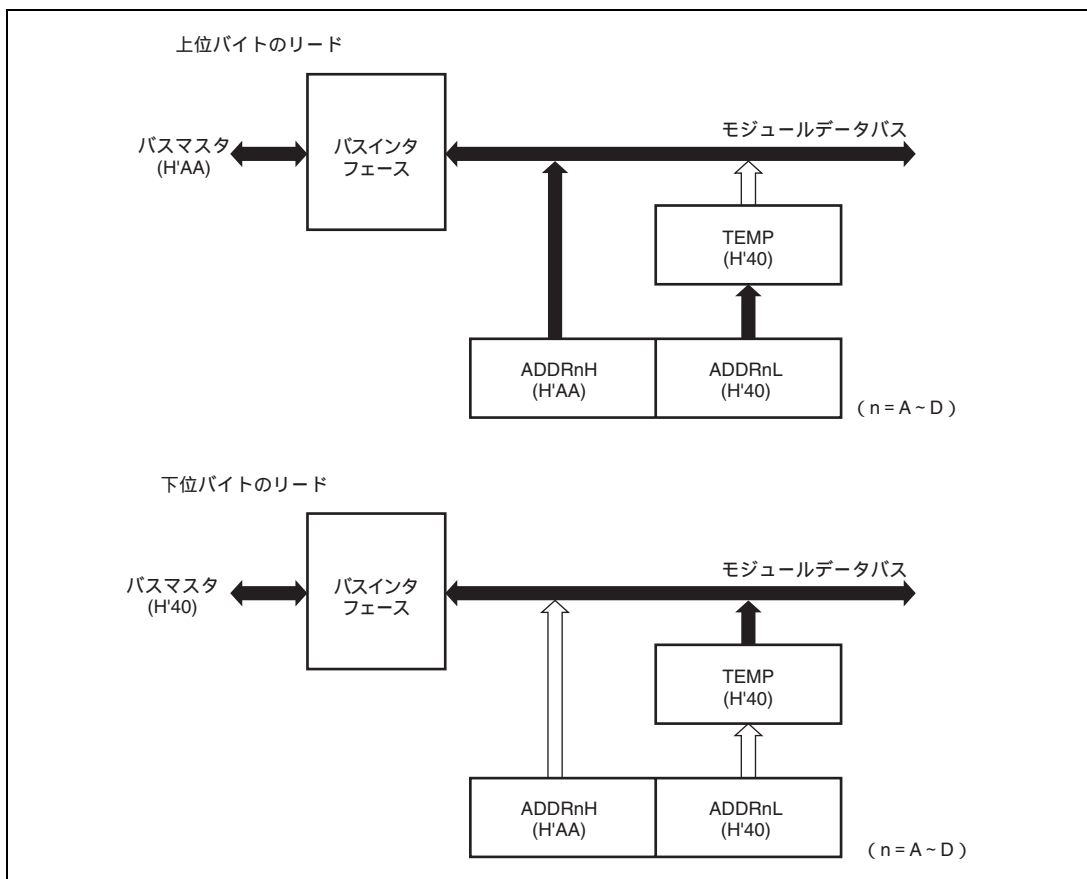 上位バイトのリード
バスマスタ
(H'AA)
バスインタ
フェース
モジュールデータバス
TEMP
(H'40)
ADDRnH
(H'AA)
ADDRnL
(H'40)
( n = A ~ D )
下位バイトのリード
バスマスタ
(H'40)
バスインタ
フェース
モジュールデータバス
TEMP
(H'40)
ADDRnH
(H'AA)
ADDRnL
(H'40)
( n = A ~ D )